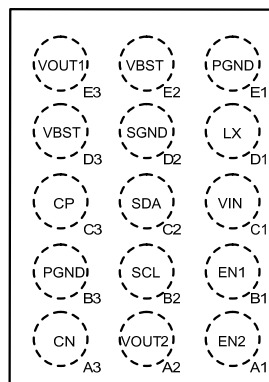 VOUT1 VBST PGND
E3 E2 E1
VBST SGND LX
D3 D2 D1
CP SDA VIN
C3 C2 C1
PGND SCL EN1
B3 B2 B1
CN VOUT2 EN2
A3 A2 A1